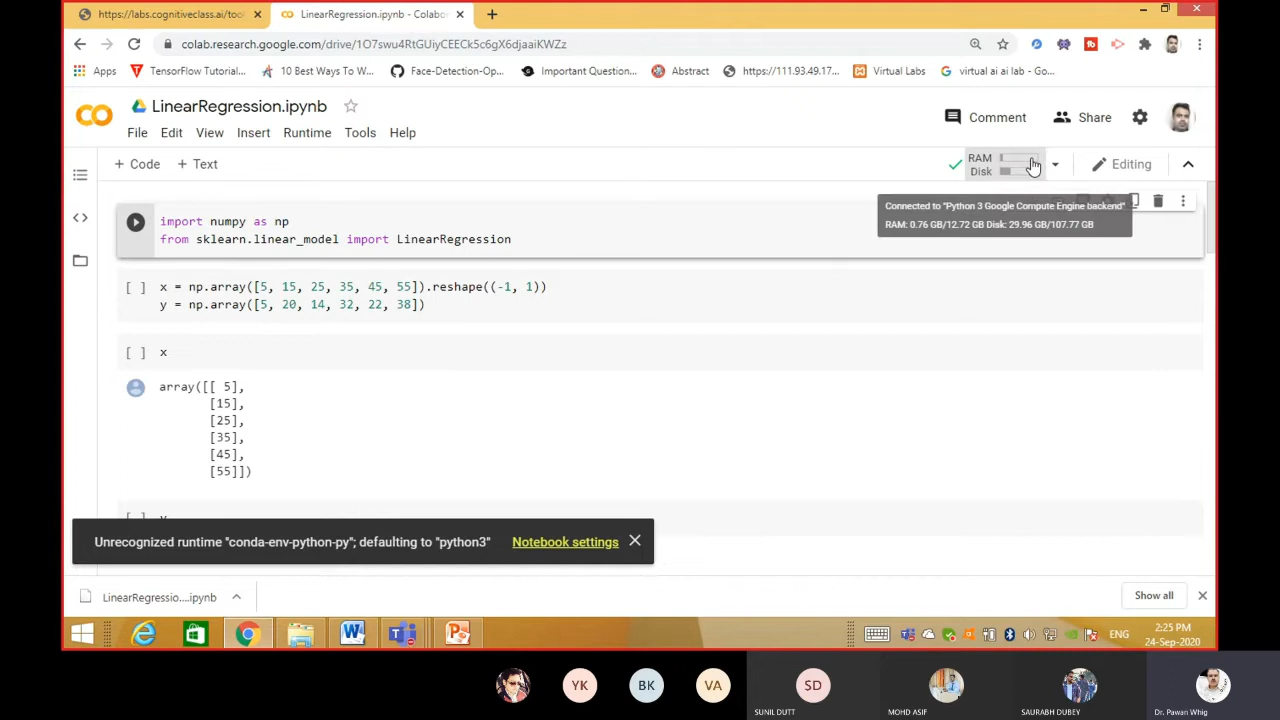 https://labs.cognitiveclass.ai/too
LinearRegression.ipynb - Colabo
colab.research.google.com/drive/1O7swu4RtGUiyCEECk5c6gX6djaaiKWZz
Apps
TensorFlow Tutorial...
10 Best Ways To W...
Face-Detection-Op...
Important Question...
Abstract
https://111.93.49.17...
Virtual Labs
virtual ai ai lab - Go...
LinearRegression.ipynb
Comment
Share
File Edit View Insert Runtime Tools Help
+ Code + Text
RAM
Disk
Editing
Connected to "Python 3 Google Compute Engine backend"
RAM: 0.76 GB/12.72 GB Disk: 29.96 GB/107.77 GB
import numpy as np
from sklearn.linear_model import LinearRegression
[ ] x = np.array([5, 15, 25, 35, 45, 55]).reshape((-1, 1))
y = np.array([5, 20, 14, 32, 22, 38])
[ ] x
array([[ 5],
[15],
[25],
[35],
[45],
[55]])
[ ] y
Unrecognized runtime "conda-env-python-py"; defaulting to "python3" Notebook settings
LinearRegressio....ipynb
Show all
ENG
2:25 PM
24-Sep-2020
YK
BK
VA
SD
SUNIL DUTT
MOHD ASIF
SAURABH DUBEY
Dr. Pawan Whig